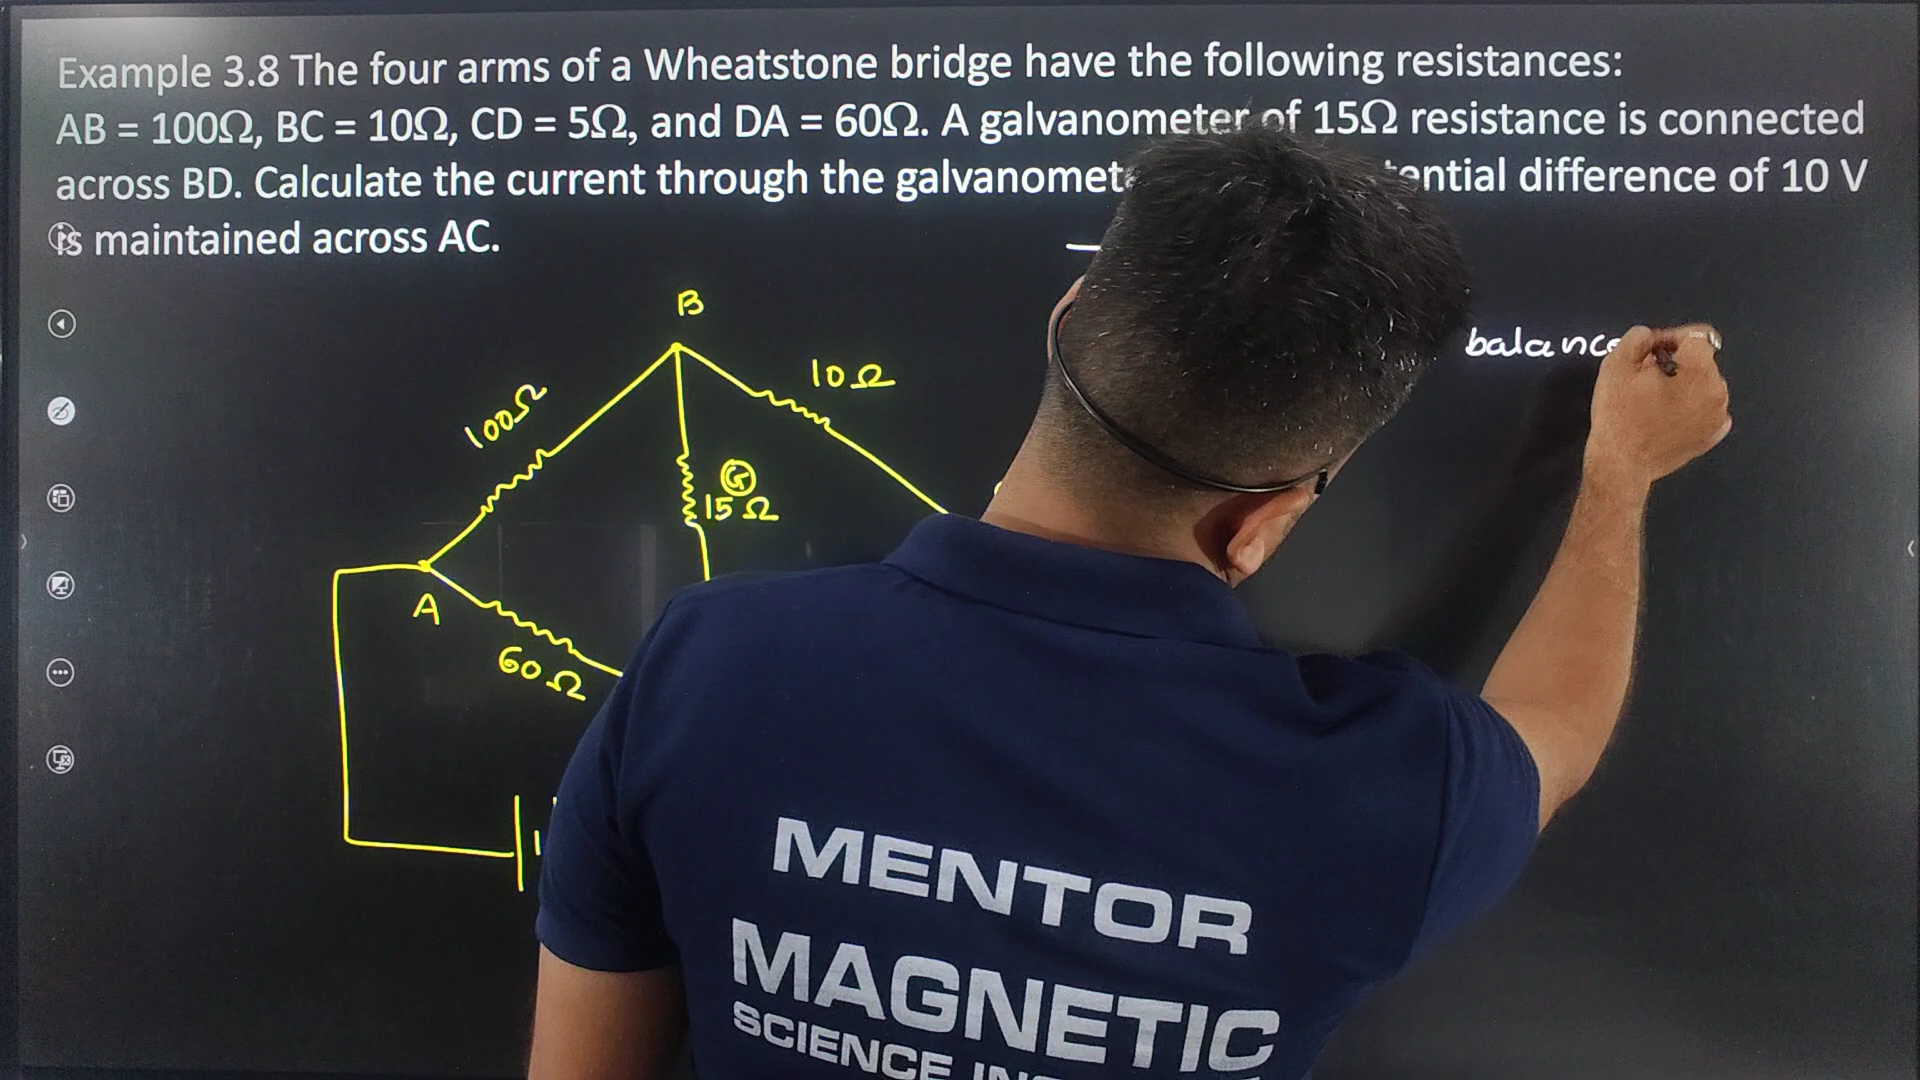 Example 3.8 The four arms of a Wheatstone bridge have the following resistances:
AB = 100Ω, BC = 10Ω, CD = 5Ω, and DA = 60Ω. A galvanometer of 15Ω resistance is connected
across BD. Calculate the current through the galvanomet ential difference of 10 V
is maintained across AC.
balance
B
10Ω
100Ω
G
15Ω
A
60Ω
MENTOR
MAGNETIC
SCIENCE